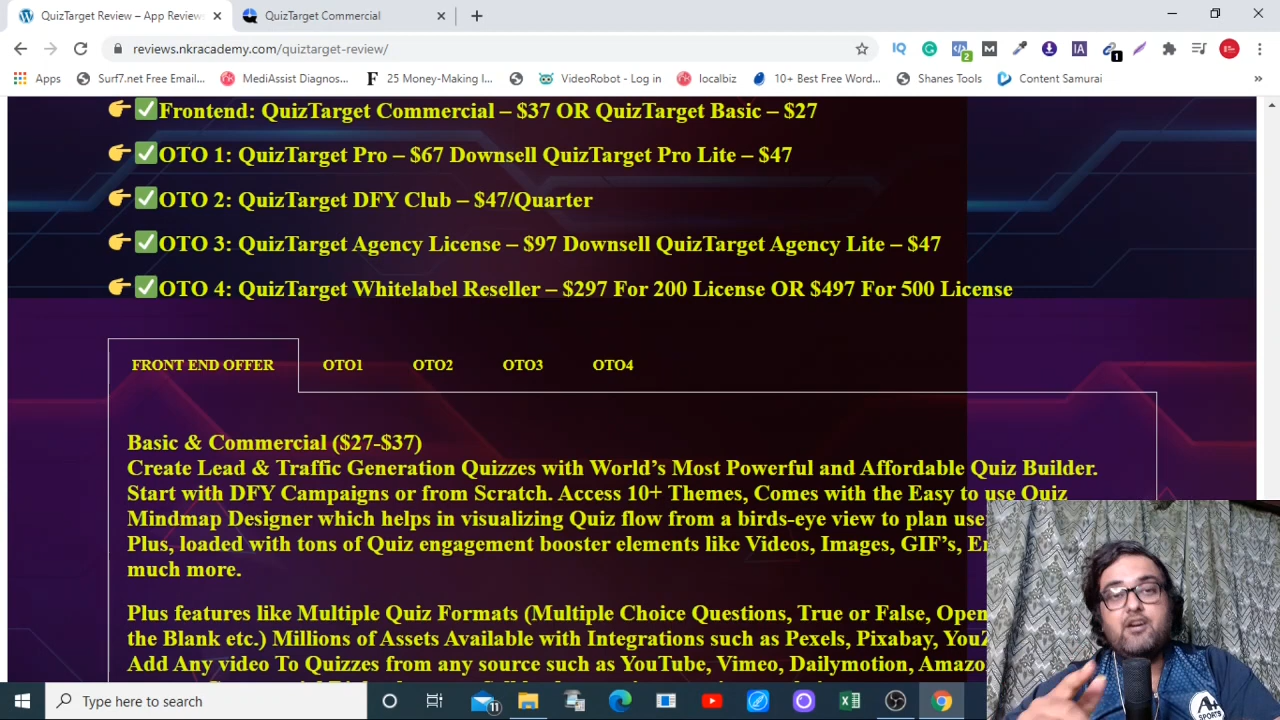 QuizTarget Review – App Reviews
QuizTarget Commercial
reviews.nkracademy.com/quiztarget-review/
Apps
Surf7.net Free Email...
MediAssist Diagnos...
25 Money-Making I...
VideoRobot - Log in
localbiz
10+ Best Free Word...
Shanes Tools
Content Samurai
»
Frontend: QuizTarget Commercial – $37 OR QuizTarget Basic – $27
OTO 1: QuizTarget Pro – $67 Downsell QuizTarget Pro Lite – $47
OTO 2: QuizTarget DFY Club – $47/Quarter
OTO 3: QuizTarget Agency License – $97 Downsell QuizTarget Agency Lite – $47
OTO 4: QuizTarget Whitelabel Reseller – $297 For 200 License OR $497 For 500 License
FRONT END OFFER OTO1 OTO2 OTO3 OTO4
Basic & Commercial ($27-$37)
Create Lead & Traffic Generation Quizzes with World's Most Powerful and Affordable Quiz Builder.
Start with DFY Campaigns or from Scratch. Access 10+ Themes, Comes with the Easy to use Quiz
Mindmap Designer which helps in visualizing Quiz flow from a birds-eye view to plan
Plus, loaded with tons of Quiz engagement booster elements like Videos, Images, GIF's,
much more.
Plus features like Multiple Quiz Formats (Multiple Choice Questions, True or False,
the Blank etc.) Millions of Assets Available with Integrations such as Pexels, Pixabay,
Add Any video To Quizzes from any source such as YouTube, Vimeo, Dailymotion,
Type here to search
11
A+
SPORTS